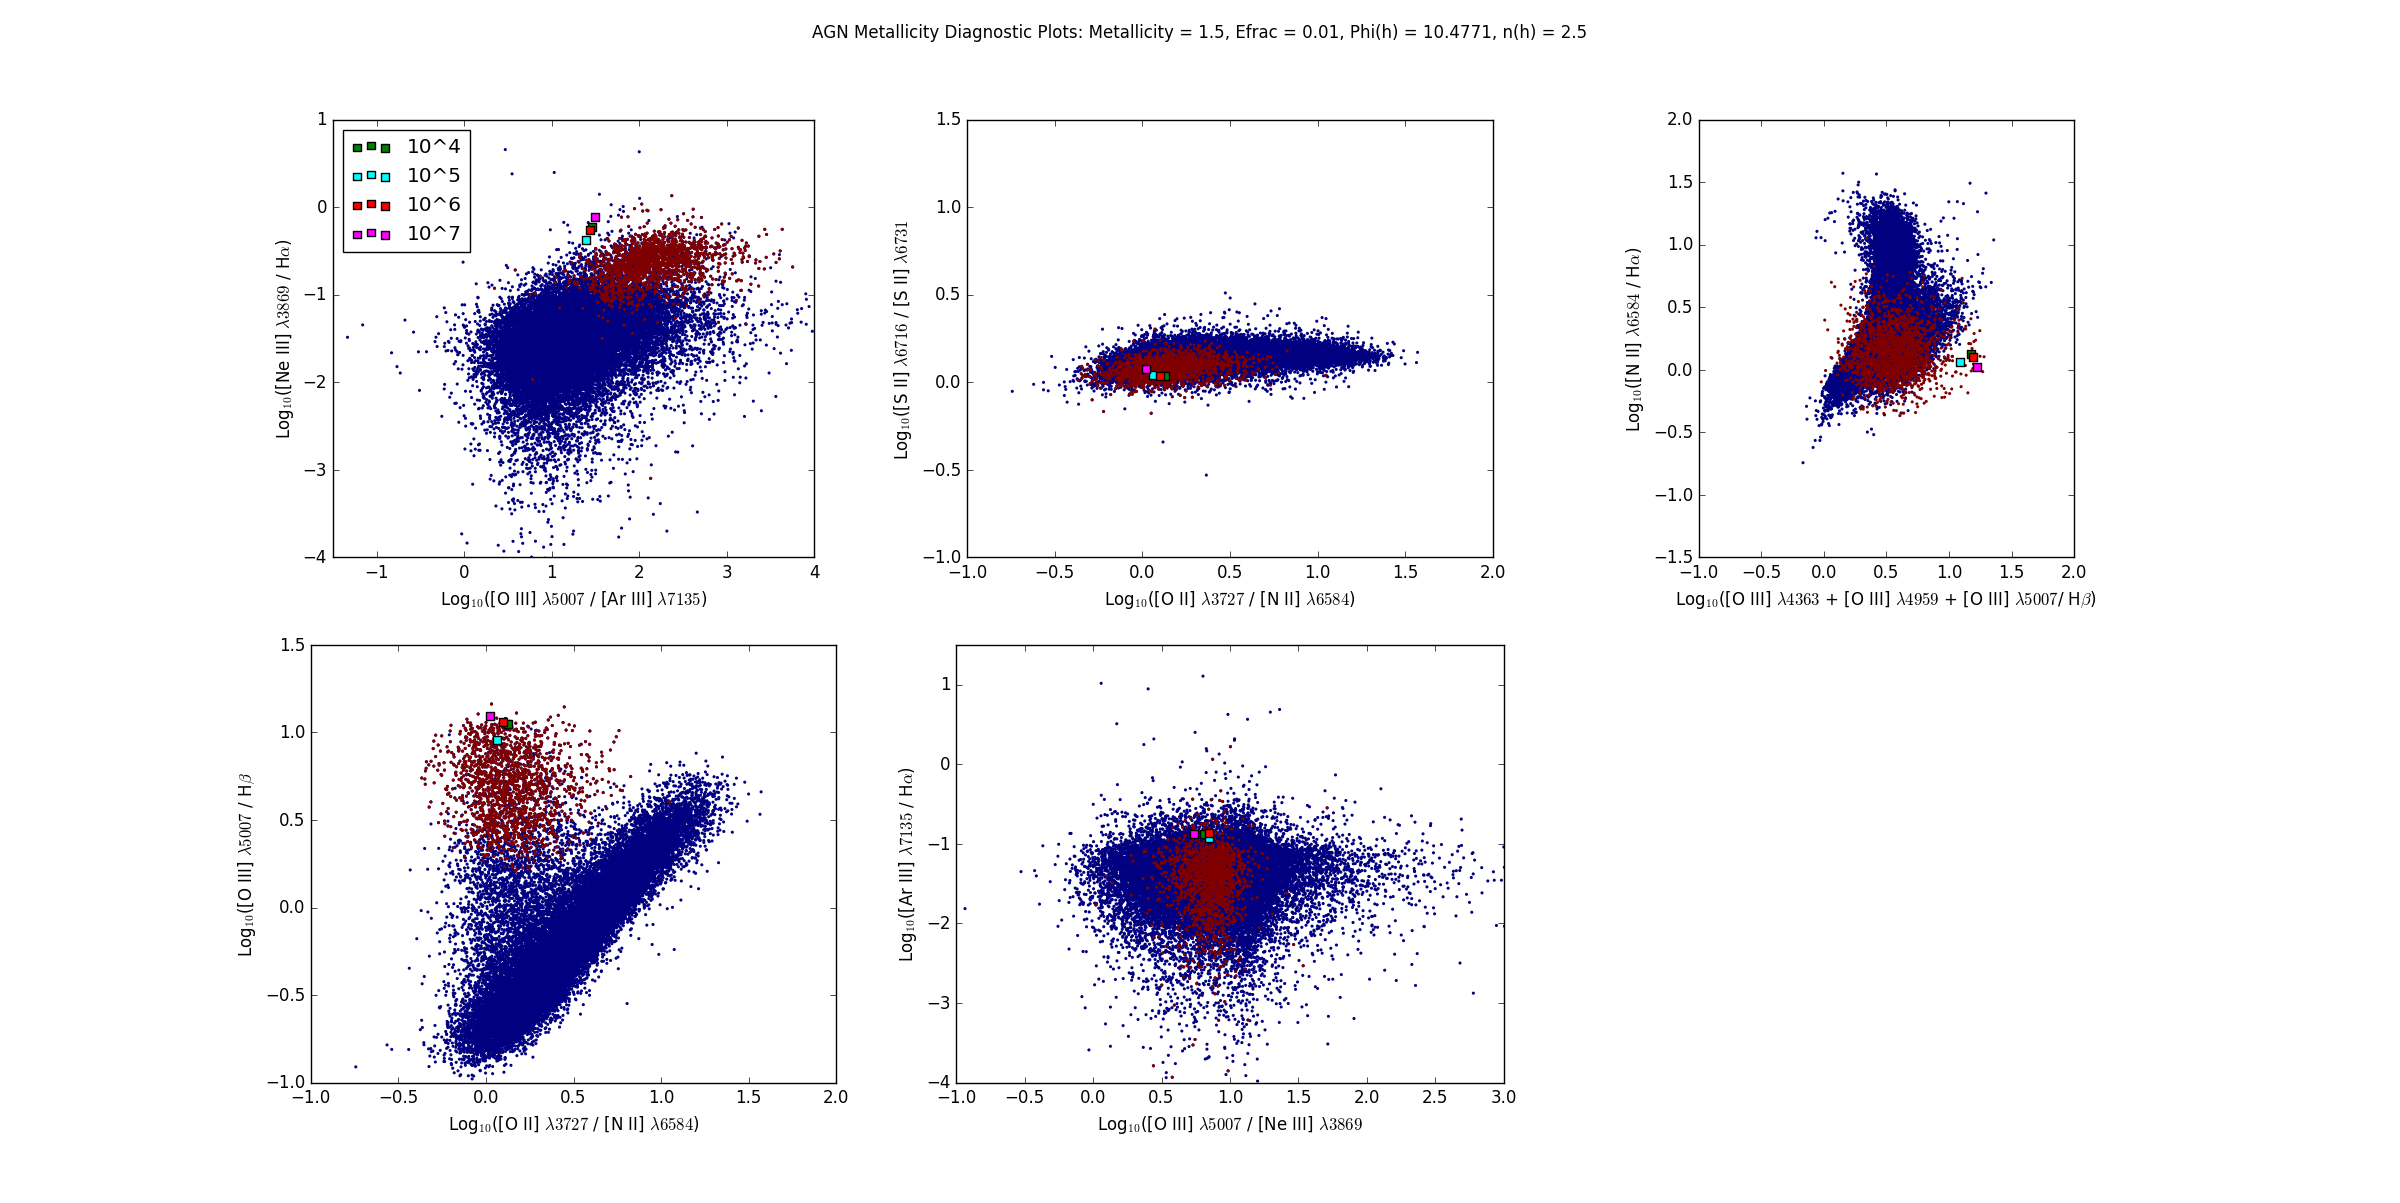 AGN Metallicity Diagnostic Plots: Metallicity = 1.5, Efrac = 0.01, Phi(h) = 10.4771, n(h) = 2.5
Log₁₀([Ne III] λ3869 / Hα)
1
0
−1
−2
−3
−4
10^4
10^5
10^6
10^7
−1 0 1 2 3 4
Log₁₀([O III] λ5007 / [Ar III] λ7135)
Log₁₀([S II] λ6716 / [S II] λ6731
1.5
1.0
0.5
0.0
−0.5
−1.0
−1.0 −0.5 0.0 0.5 1.0 1.5 2.0
Log₁₀([O II] λ3727 / [N II] λ6584)
Log₁₀([N II] λ6584 / Hα)
2.0
1.5
1.0
0.5
0.0
−0.5
−1.0
−1.5
−1.0 −0.5 0.0 0.5 1.0 1.5 2.0
Log₁₀([O III] λ4363 + [O III] λ4959 + [O III] λ5007/ Hβ)
Log₁₀([O III] λ5007 / Hβ
1.5
1.0
0.5
0.0
−0.5
−1.0
−1.0 −0.5 0.0 0.5 1.0 1.5 2.0
Log₁₀([O II] λ3727 / [N II] λ6584)
Log₁₀([Ar III] λ7135 / Hα)
1
0
−1
−2
−3
−4
−1.0 −0.5 0.0 0.5 1.0 1.5 2.0 2.5 3.0
Log₁₀([O III] λ5007 / [Ne III] λ3869